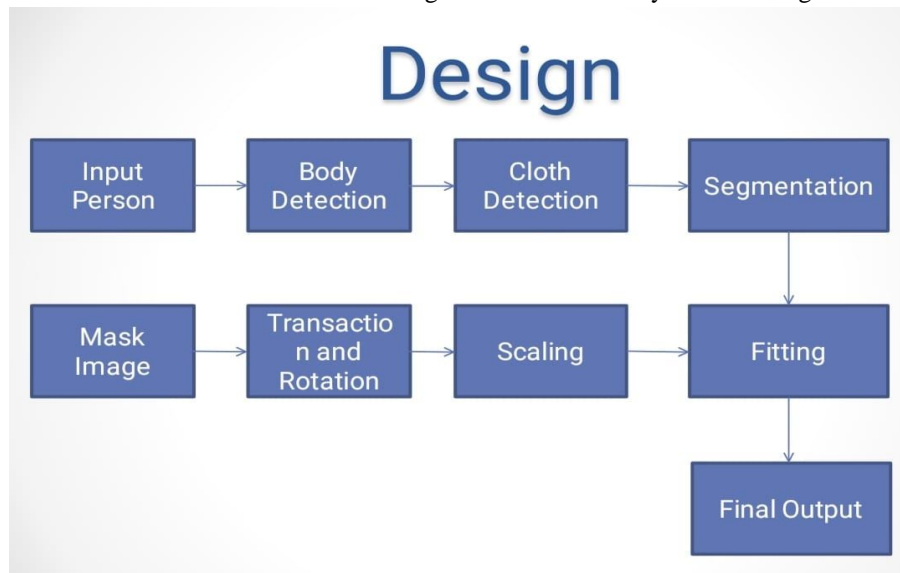 Design
Input
Person
Body
Detection
Cloth
Detection
Segmentation
Mask
Image
Transactio
n and
Rotation
Scaling
Fitting
Final Output